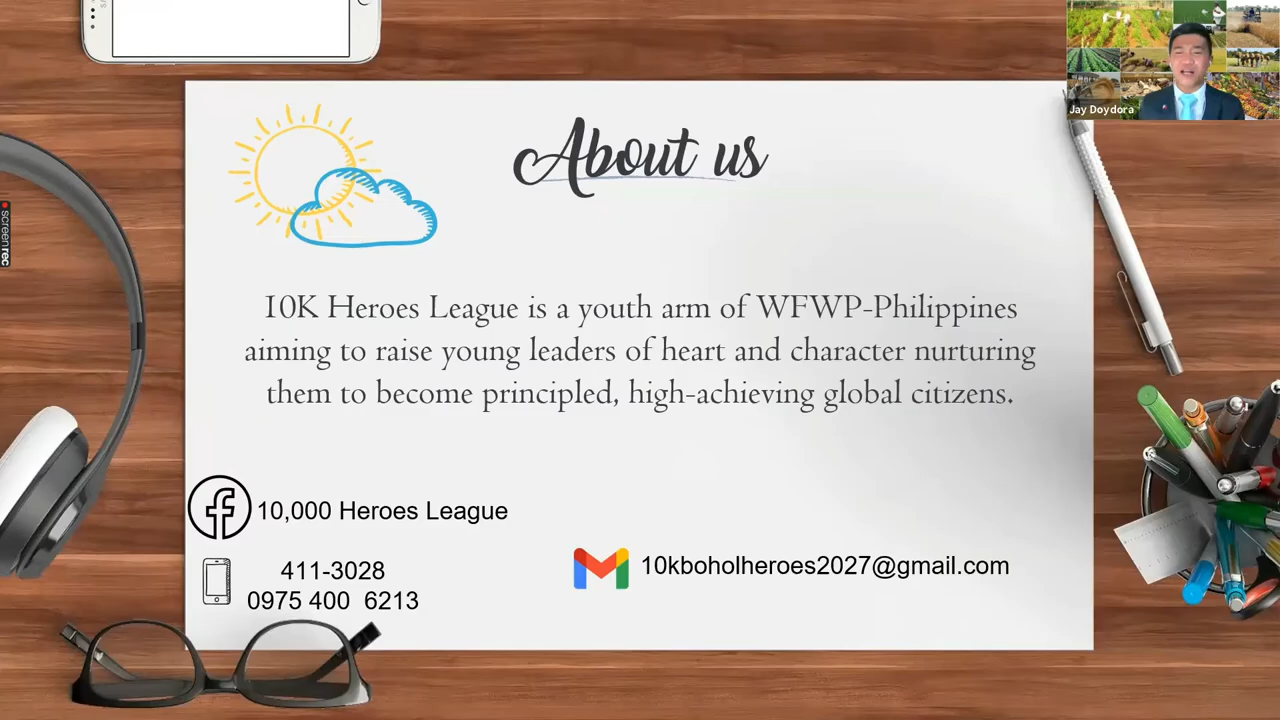 Jay Doydora
About us
screenrec
10K Heroes League is a youth arm of WFWP-Philippines
aiming to raise young leaders of heart and character nurturing
them to become principled, high-achieving global citizens.
10,000 Heroes League
411-3028
0975 400 6213
10kboholheroes2027@gmail.com